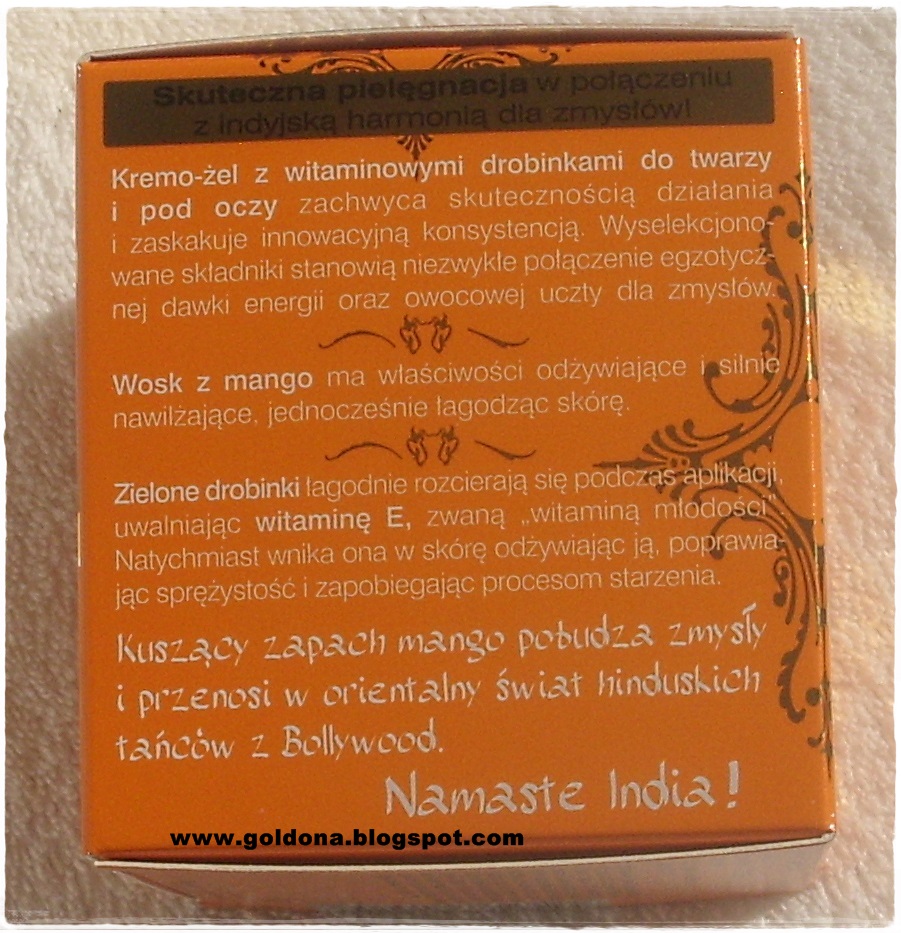 Skuteczna pielęgnacja w połączeniu
z indyjską harmonią dla zmysłów!
Kremo-żel z witaminowymi drobinkami do twarzy
i pod oczy zachwyca skutecznością działania
i zaskakuje innowacyjną konsystencją. Wyselekcjono-
wane składniki stanowią niezwykłe połączenie egzotycz-
nej dawki energii oraz owocowej uczty dla zmysłów.
Wosk z mango ma właściwości odżywiające i silnie
nawilżające, jednocześnie łagodząc skórę.
Zielone drobinki łagodnie rozcierają się podczas aplikacji,
uwalniając witaminę E, zwaną „witaminą młodości”.
Natychmiast wnika ona w skórę odżywiając ją, poprawia-
jąc sprężystość i zapobiegając procesom starzenia.
Kuszący zapach mango pobudza zmysły
i przenosi w orientalny świat hinduskich
tańców z Bollywood.
Namaste India!
www.goldona.blogspot.com